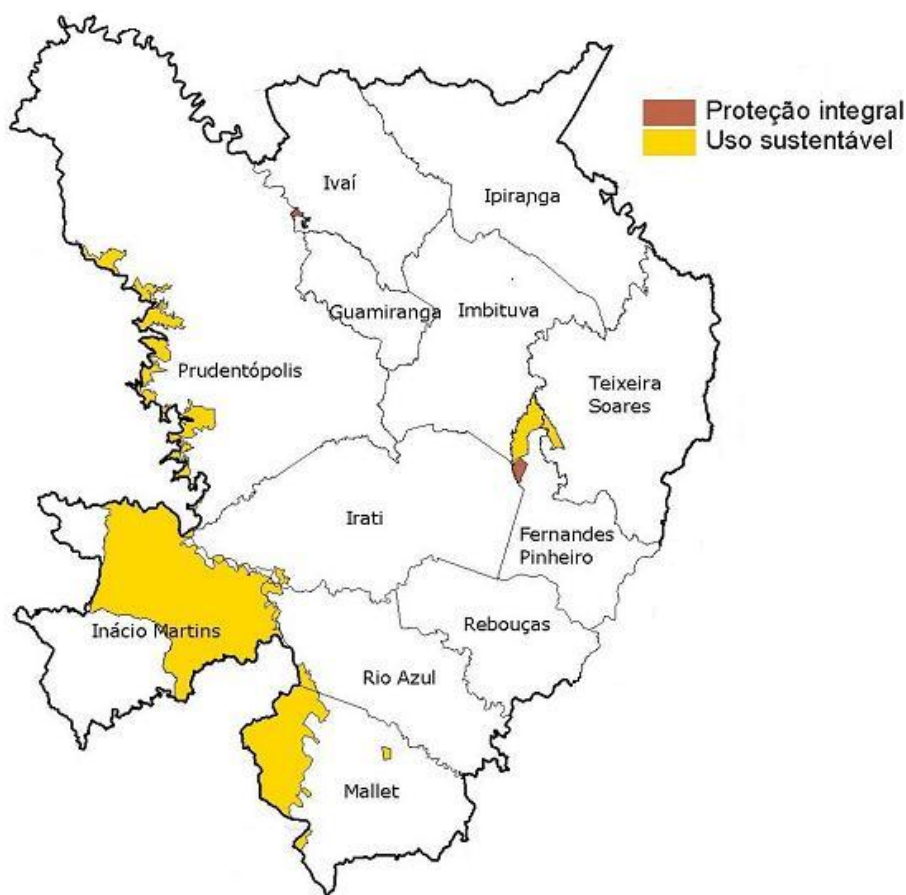 Proteção integral
Uso sustentável
Ivaí
Ipiranga
Guamiranga
Imbituva
Prudentópolis
Teixeira
Soares
Irati
Fernandes
Pinheiro
Inácio Martins
Rebouças
Rio Azul
Mallet